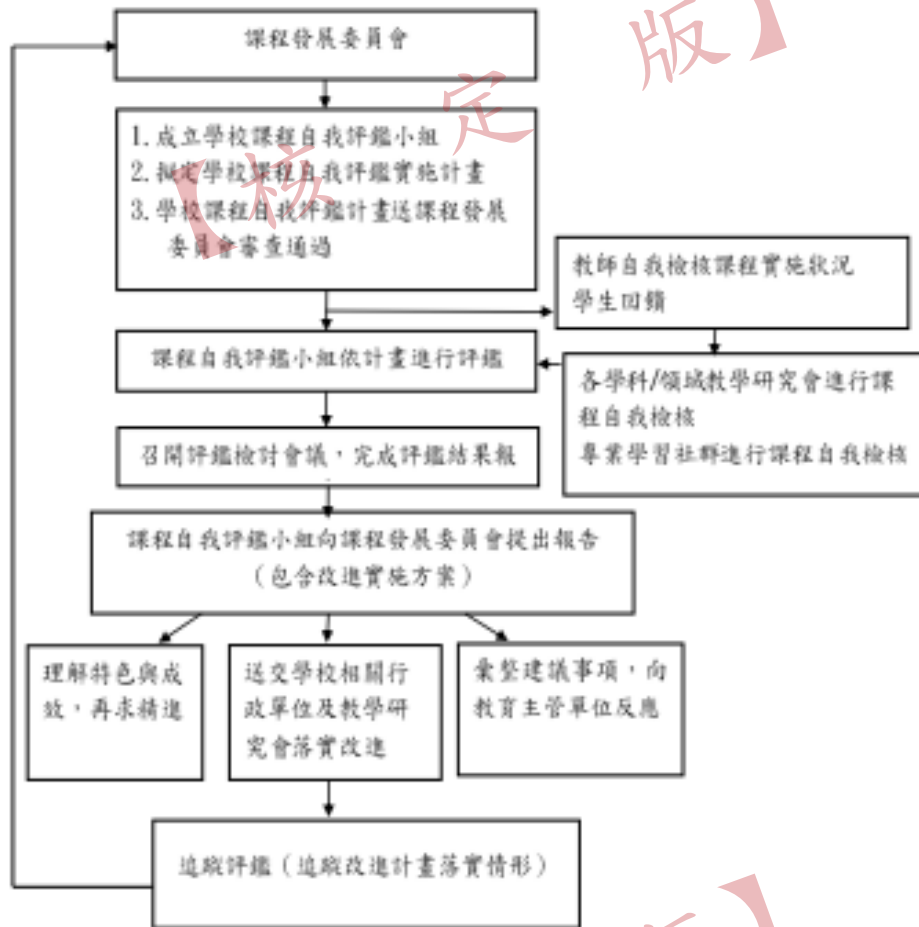 課程發展委員會
1.成立學校課程自我評鑑小組
2.擬定學校課程自我評鑑實施計畫
3.學校課程自我評鑑計畫送課程發展
委員會審查通過
教師自我檢核課程實施狀況
學生回饋
課程自我評鑑小組依計畫進行評鑑
各學科/領域教學研究會進行課
程自我檢核
專業學習社群進行課程自我檢核
召開評鑑檢討會議，完成評鑑結果報
課程自我評鑑小組向課程發展委員會提出報告
（包含改進實施方案）
理解特色與成
效，再求精進
送交學校相關行
政單位及教學研
究會落實改進
彙整建議事項，向
教育主管單位反應
追蹤評鑑（追蹤改進計畫落實情形）
【核定版】